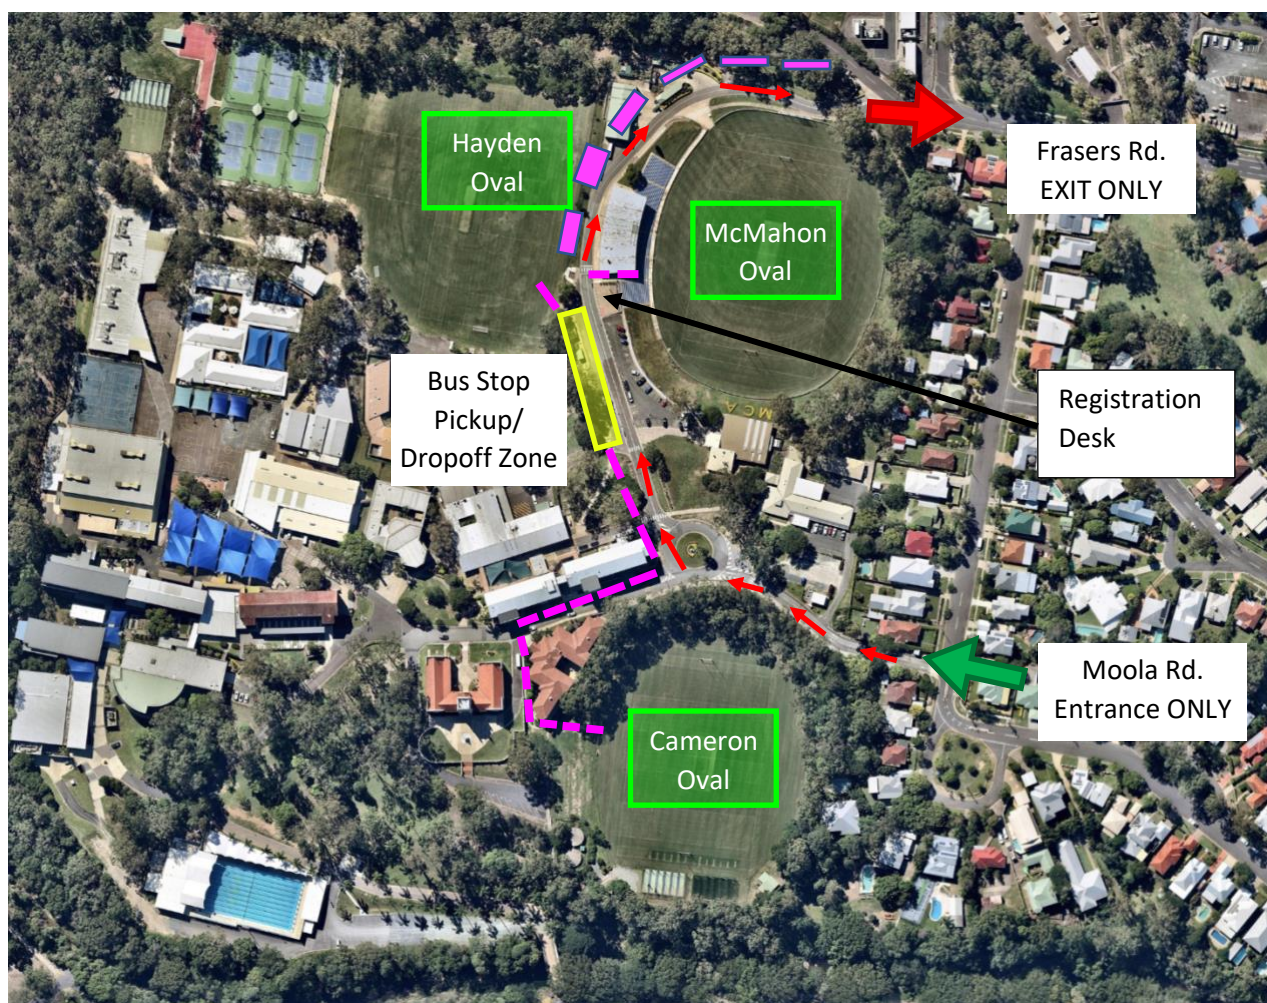 Hayden
Oval
Frasers Rd.
EXIT ONLY
McMahon
Oval
Bus Stop
Pickup/
Dropoff Zone
Registration
Desk
MCA
Moola Rd.
Entrance ONLY
Cameron
Oval